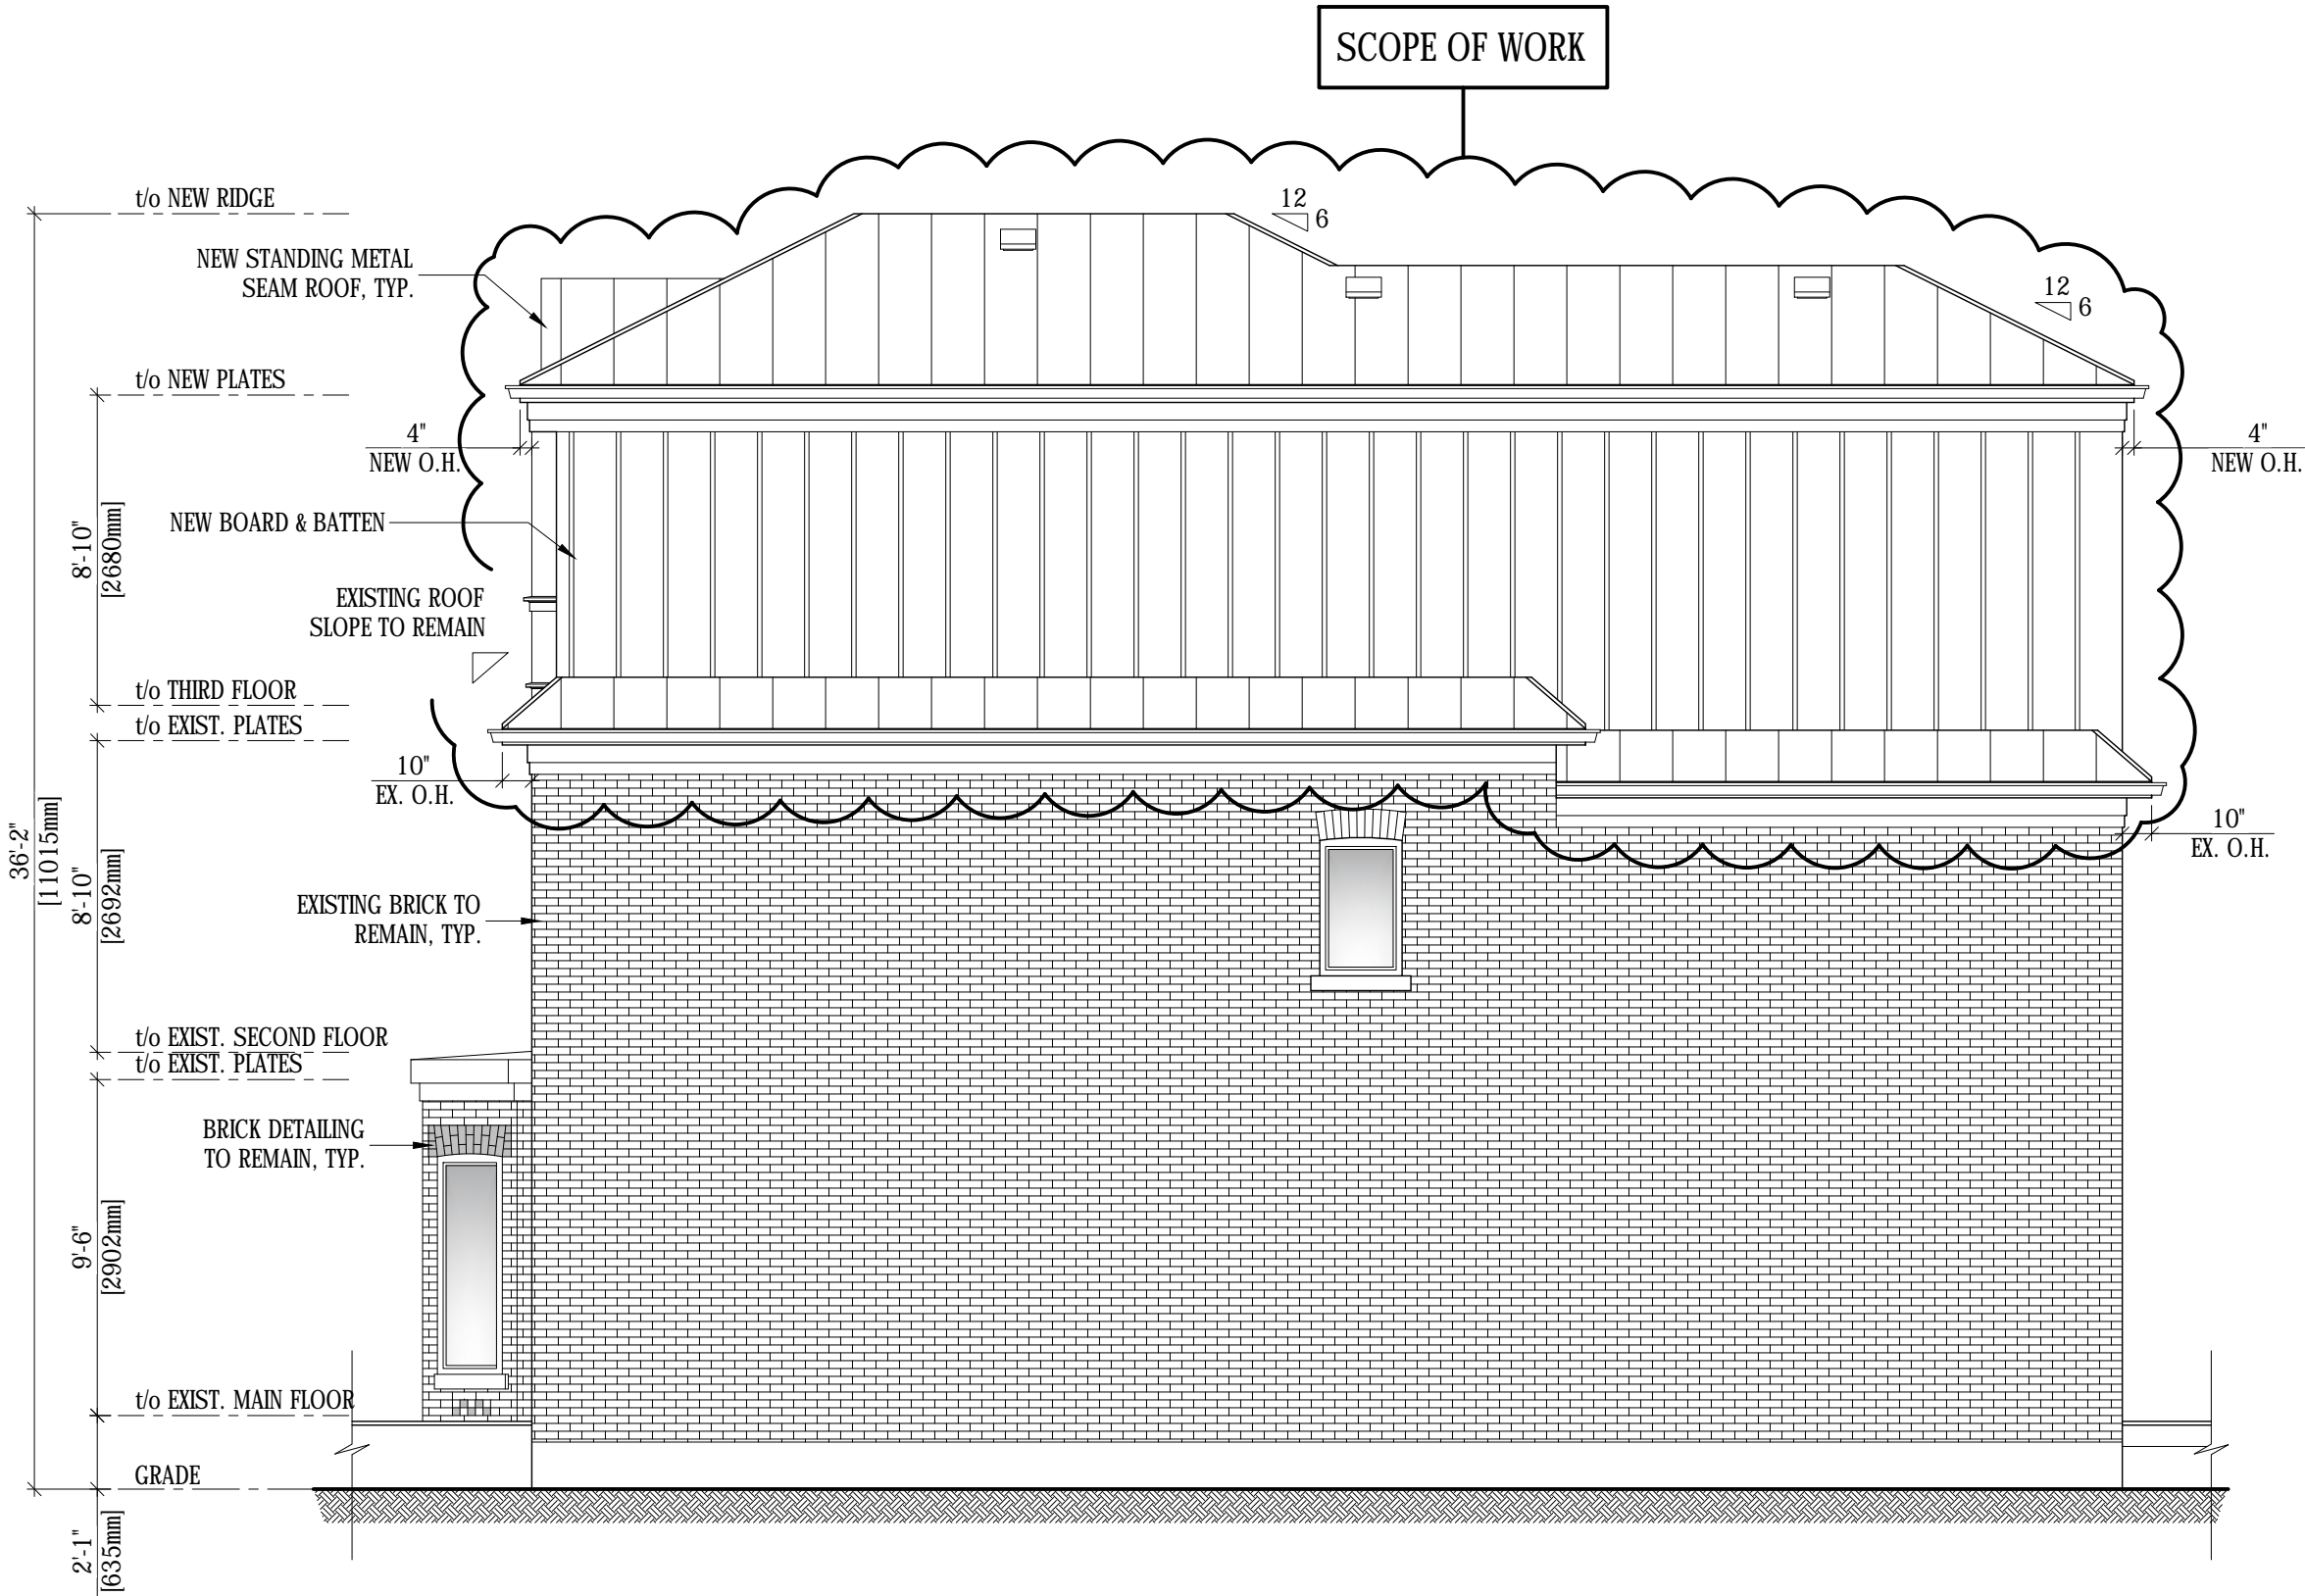 SCOPE OF WORK
t/o NEW RIDGE
12
6
NEW STANDING METAL
SEAM ROOF, TYP.
12
6
t/o NEW PLATES
4"
NEW O.H.
4"
NEW O.H.
8'-10"
[2680mm]
NEW BOARD & BATTEN
EXISTING ROOF
SLOPE TO REMAIN
t/o THIRD FLOOR
t/o EXIST. PLATES
10"
EX. O.H.
10"
EX. O.H.
36'-2"
[11015mm]
8'-10"
[2692mm]
EXISTING BRICK TO
REMAIN, TYP.
t/o EXIST. SECOND FLOOR
t/o EXIST. PLATES
BRICK DETAILING
TO REMAIN, TYP.
9'-6"
[2902mm]
t/o EXIST. MAIN FLOOR
GRADE
2'-1"
[635mm]